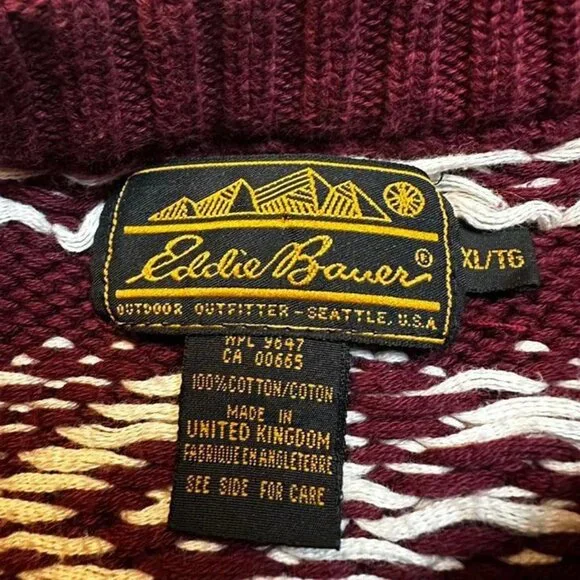 Eddie Bauer®
OUTDOOR OUTFITTER - SEATTLE, U.S.A
XL/TG
WPL 9647
CA 00665
100% COTTON/COTON
MADE IN
UNITED KINGDOM
FABRIQUE EN ANGLETERRE
SEE SIDE FOR CARE